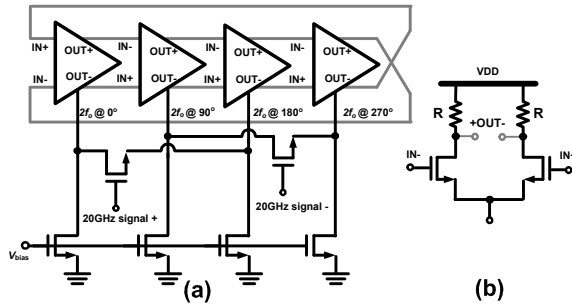 IN+ OUT+ IN- OUT+ IN- OUT+ IN- OUT+
IN- OUT- IN+ OUT- IN+ OUT- IN+ OUT-
2fo @ 0° 2fo @ 90° 2fo @ 180° 2fo @ 270°
20GHz signal + 20GHz signal -
Vbias
(a)
VDD
R R
+OUT-
IN- IN+
(b)